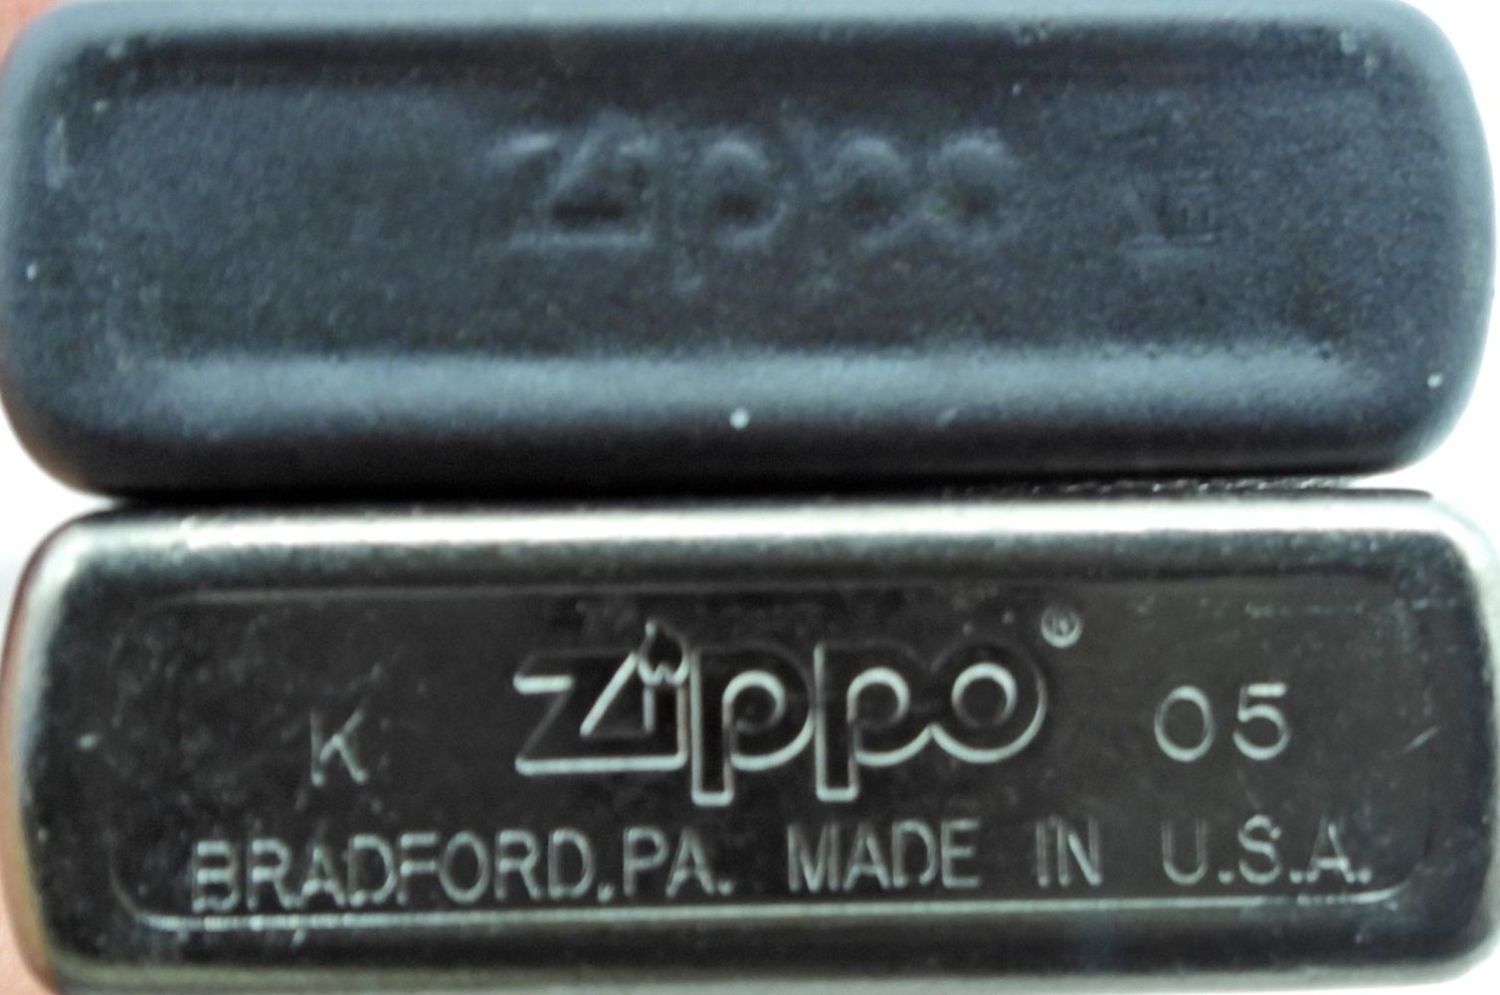 Zippo
K Zippo ® 05
BRADFORD, PA. MADE IN U.S.A.